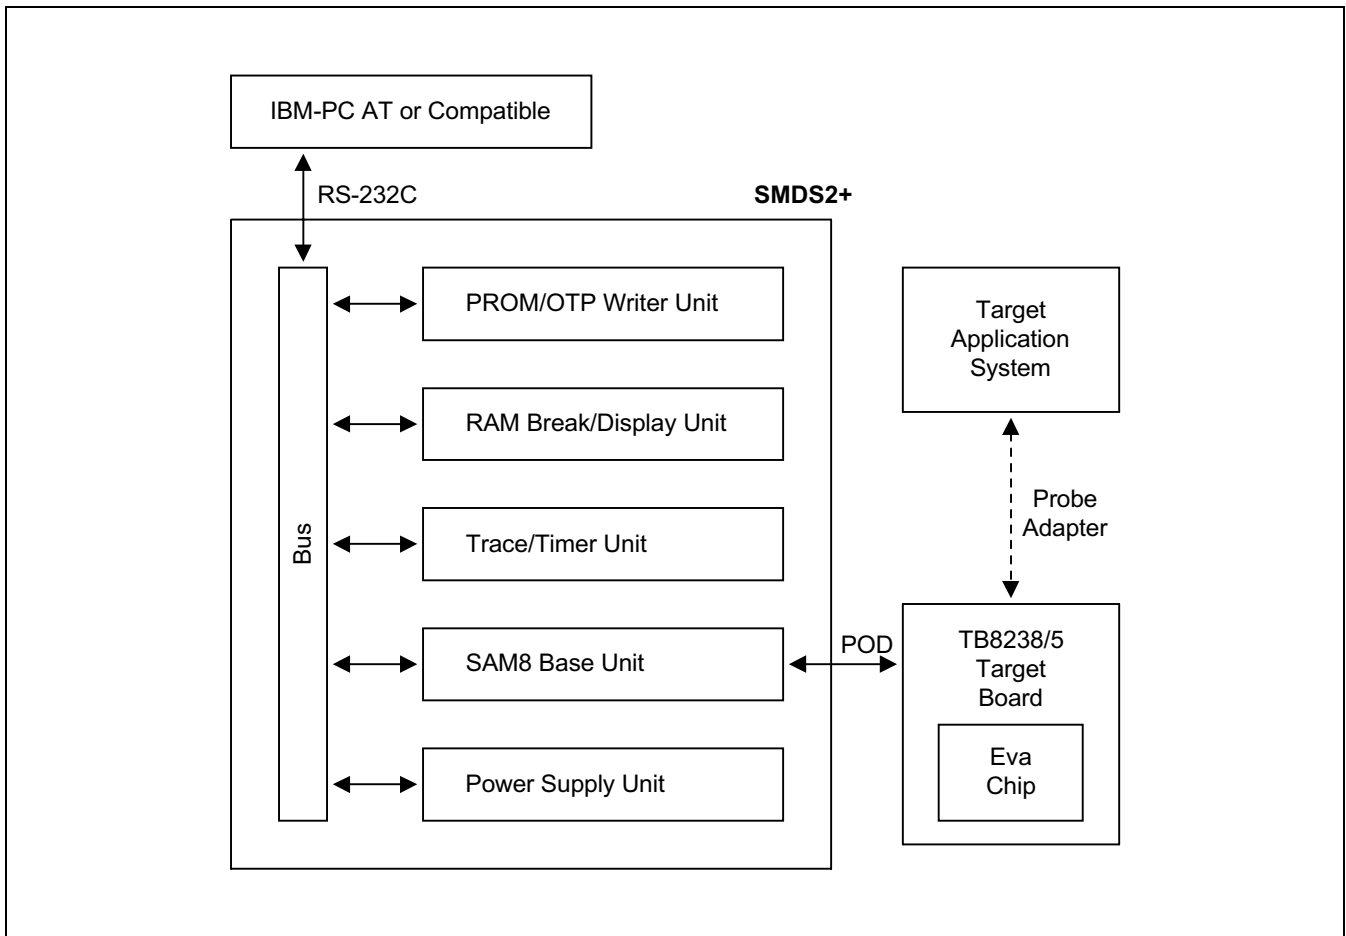 IBM-PC AT or Compatible
RS-232C
SMDS2+
PROM/OTP Writer Unit
RAM Break/Display Unit
Trace/Timer Unit
SAM8 Base Unit
Power Supply Unit
Bus
POD
Target
Application
System
Probe
Adapter
TB8238/5
Target
Board
Eva
Chip